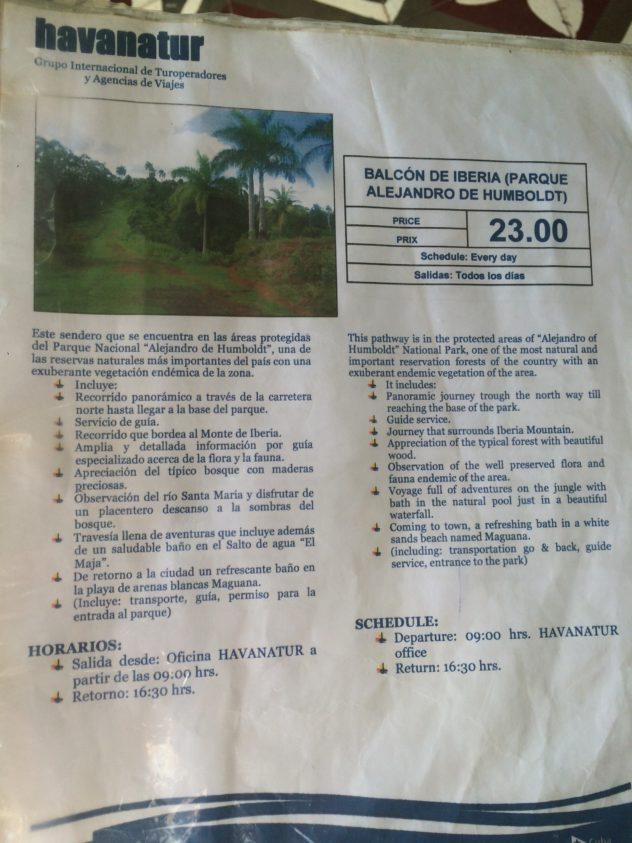 havanatur
Grupo Internacional de Turoperadores
y Agencias de Viajes
BALCÓN DE IBERIA (PARQUE
ALEJANDRO DE HUMBOLDT)
PRICE
PRIX
23.00
Schedule: Every day
Salidas: Todos los días
Este sendero que se encuentra en las áreas protegidas
del Parque Nacional "Alejandro de Humboldt", una de
las reservas naturales más importantes del país con una
exuberante vegetación endémica de la zona.
Incluye:
Recorrido panorámico a través de la carretera
norte hasta llegar a la base del parque.
Servicio de guía.
Recorrido que bordea al Monte de Iberia.
Amplia y detallada información por guía
especializado acerca de la flora y la fauna.
Apreciación del típico bosque con maderas
preciosas.
Observación del río Santa Maria y disfrutar de
un placentero descanso a la sombras del
bosque.
Travesía llena de aventuras que incluye además
de un saludable baño en el Salto de agua "El
Maja".
De retorno a la ciudad un refrescante baño en
la playa de arenas blancas Maguana.
(Incluye: transporte, guía, permiso para la
entrada al parque)
HORARIOS:
Salida desde: Oficina HAVANATUR a
partir de las 09:00 hrs.
Retorno: 16:30 hrs.
This pathway is in the protected areas of "Alejandro of
Humboldt" National Park, one of the most natural and
important reservation forests of the country with an
exuberant endemic vegetation of the area.
It includes:
Panoramic journey trough the north way till
reaching the base of the park.
Guide service.
Journey that surrounds Iberia Mountain.
Appreciation of the typical forest with beautiful
wood.
Observation of the well preserved flora and
fauna endemic of the area.
Voyage full of adventures on the jungle with
bath in the natural pool just in a beautiful
waterfall.
Coming to town, a refreshing bath in a white
sands beach named Maguana.
(including: transportation go & back, guide
service, entrance to the park)
SCHEDULE:
Departure: 09:00 hrs. HAVANATUR
office
Return: 16:30 hrs.